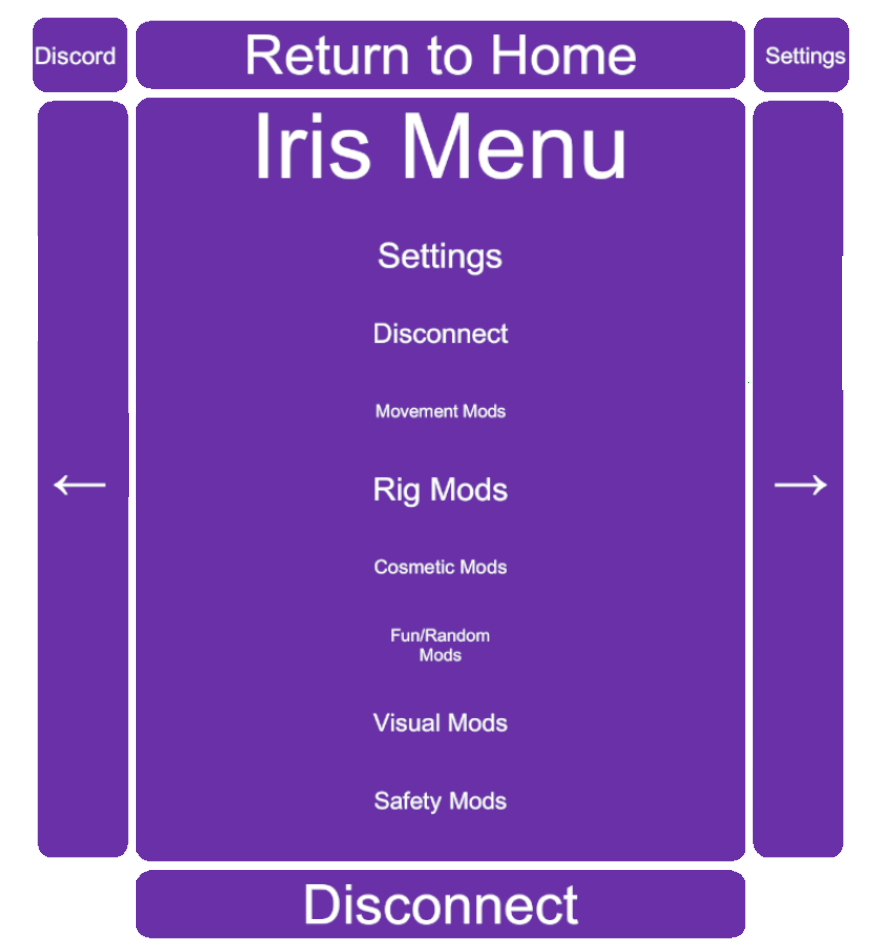 Discord
Return to Home
Settings
Iris Menu
Settings
Disconnect
Movement Mods
←
Rig Mods
→
Cosmetic Mods
Fun/Random
Mods
Visual Mods
Safety Mods
Disconnect